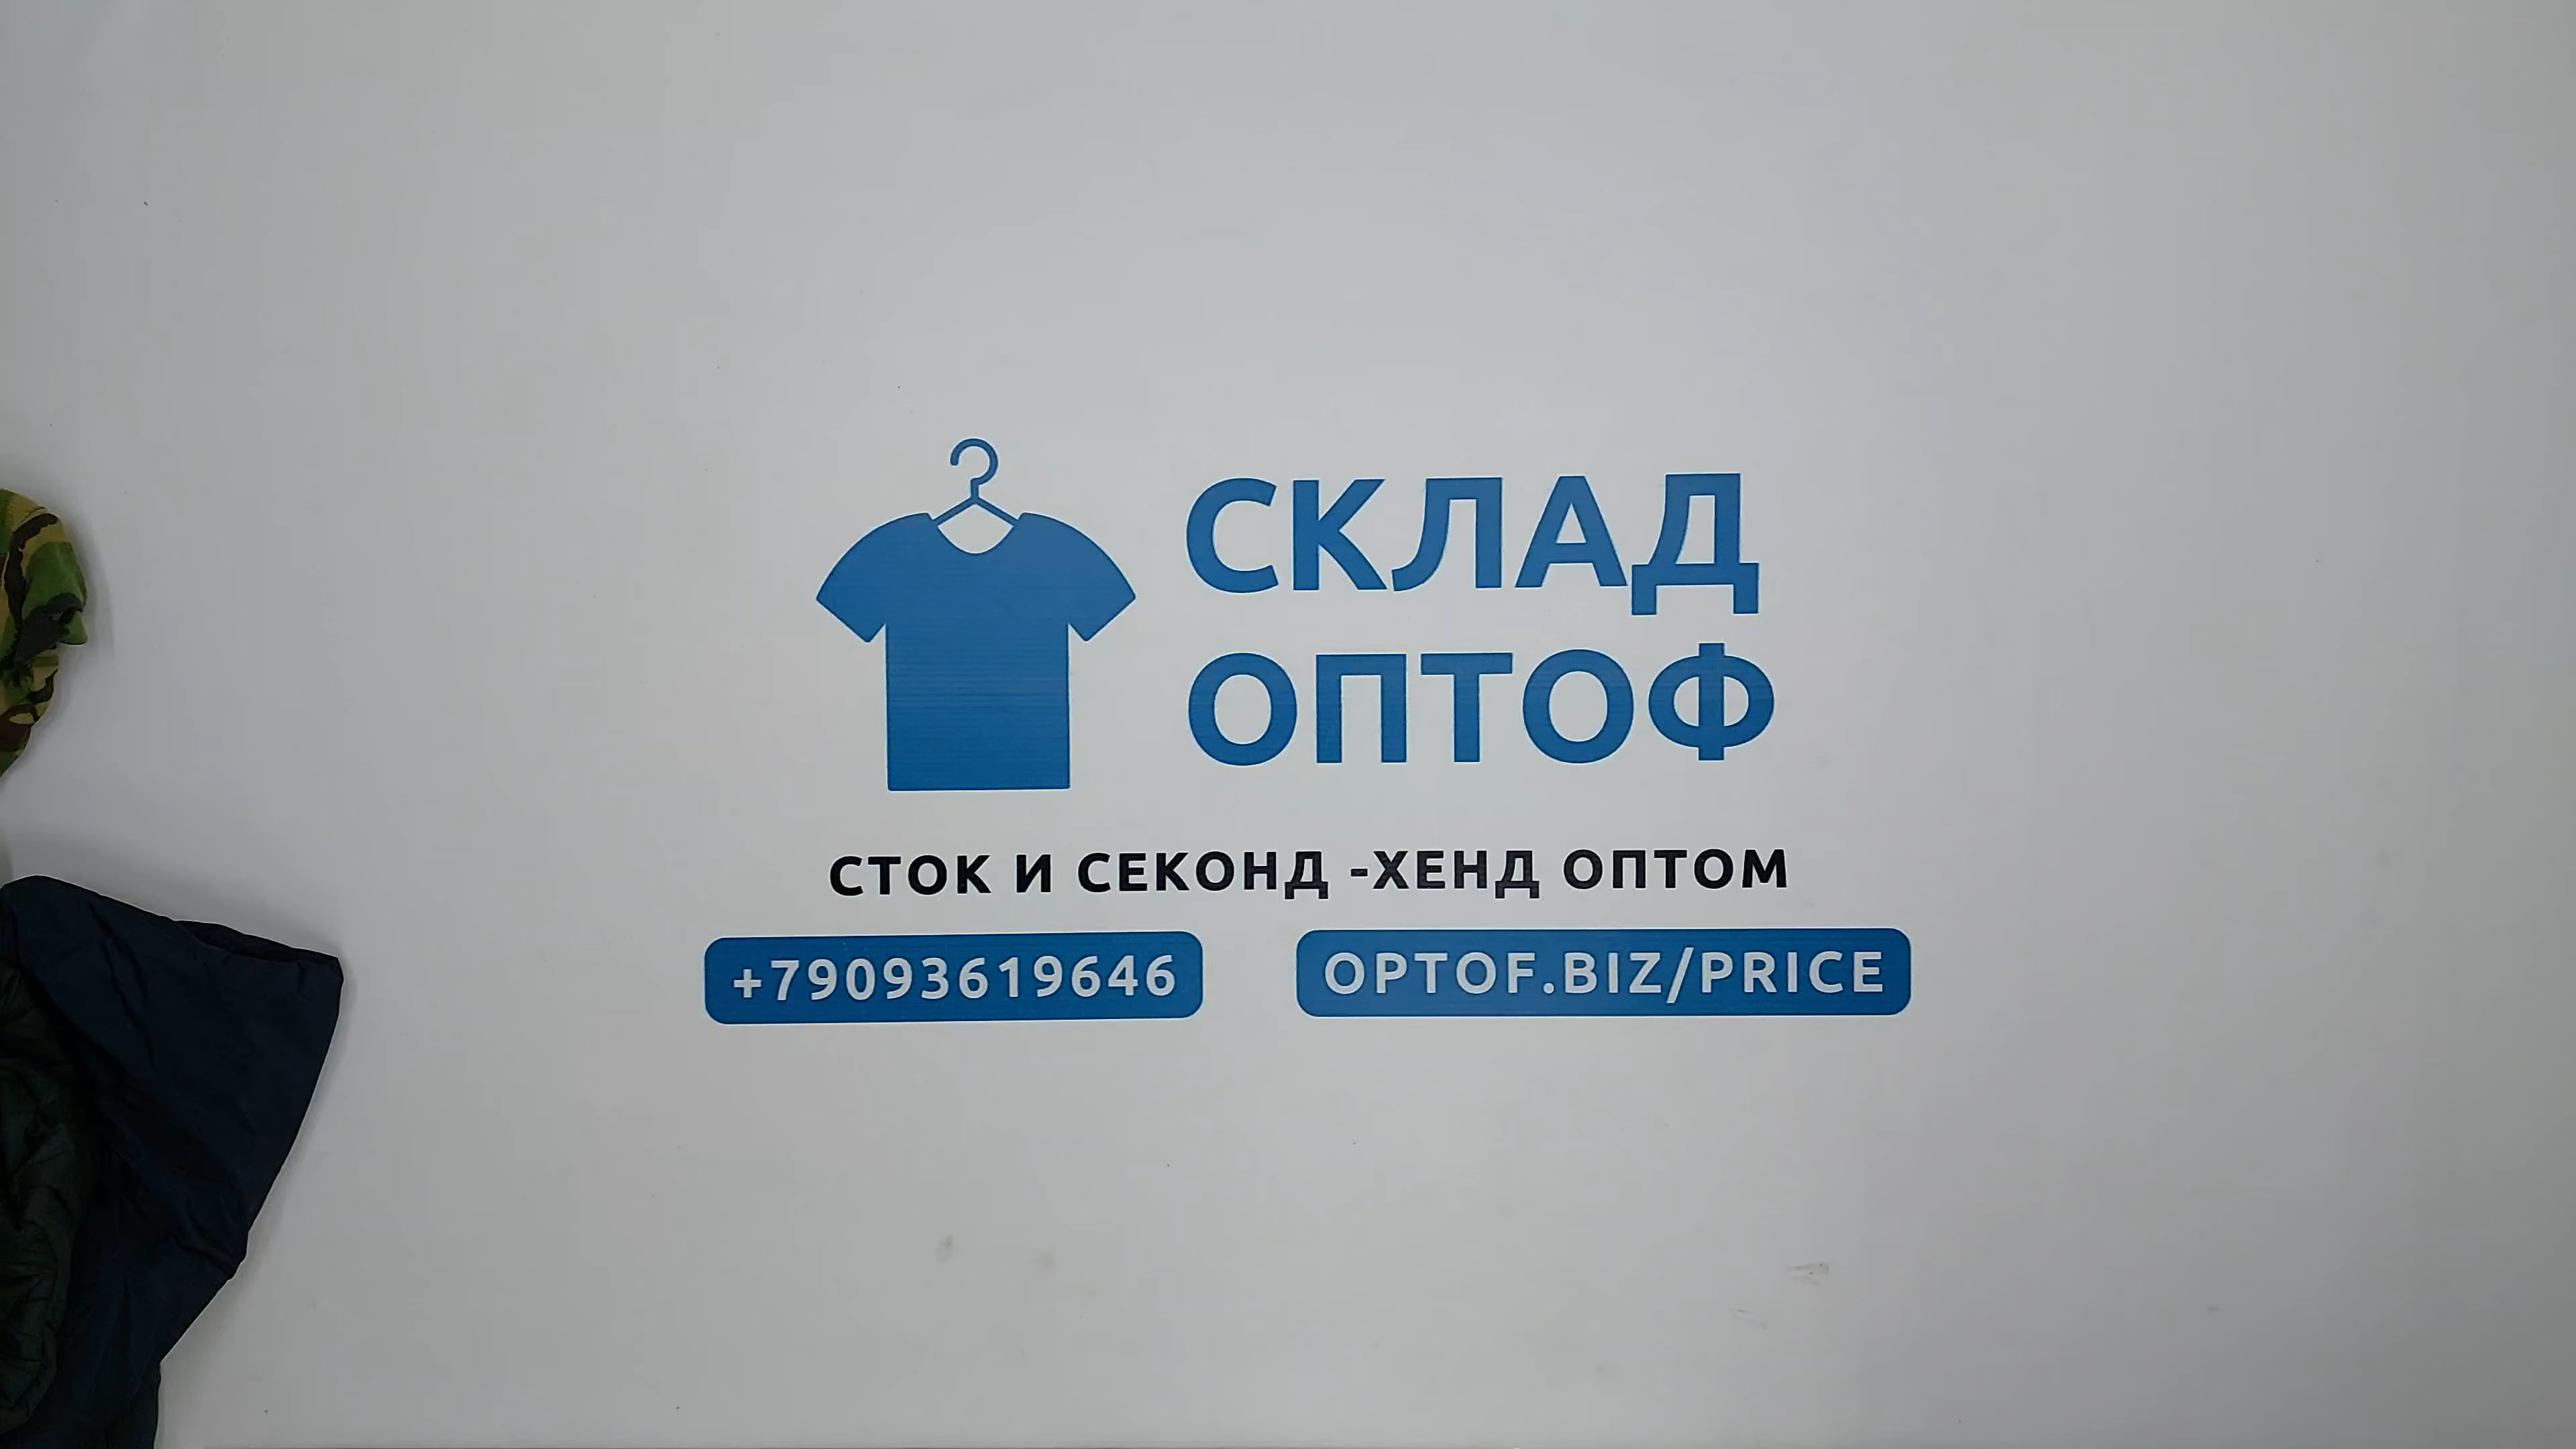 СКЛАД
ОПТОФ
СТОК И СЕКОНД -ХЕНД ОПТОМ
+79093619646
OPTOF.BIZ/PRICE